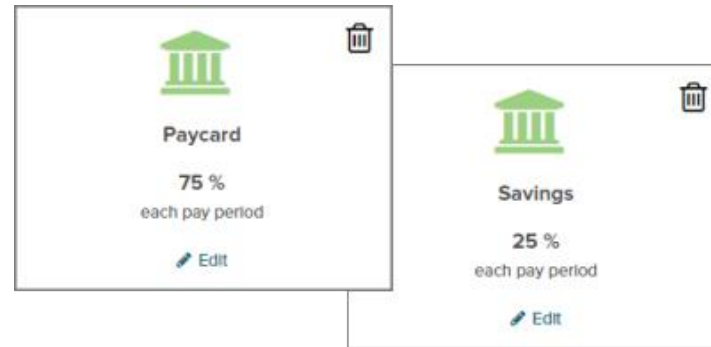 Paycard
75 %
each pay period
Edit
Savings
25 %
each pay period
Edit